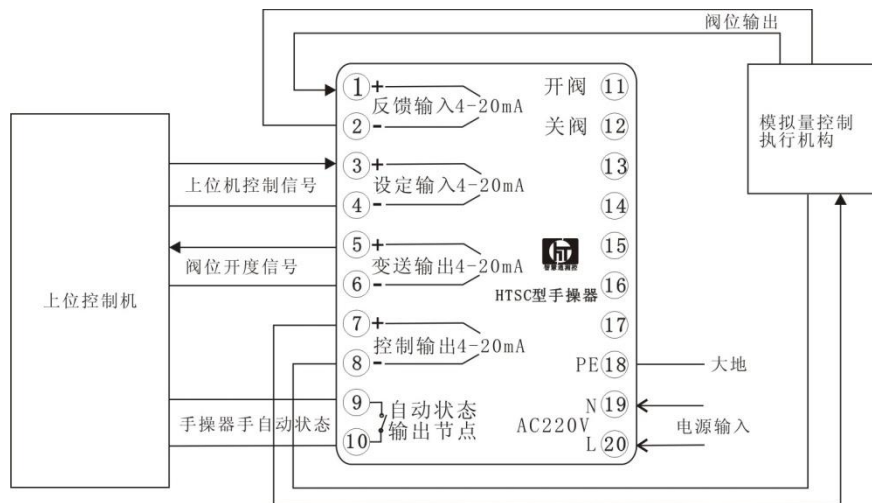 阀位输出
① +
反馈输入4-20mA
② -
③ +
设定输入4-20mA
④ -
⑤ +
变送输出4-20mA
⑥ -
⑦ +
控制输出4-20mA
⑧ -
⑨
自动状态
输出节点
⑩
开阀 ⑪
关阀 ⑫
⑬
⑭
⑮
⑯
HTSC型手操器
⑰
PE ⑱
大地
N ⑲
AC220V
电源输入
L ⑳
上位控制机
上位机控制信号
阀位开度信号
手操器手自动状态
模拟量控制
执行机构